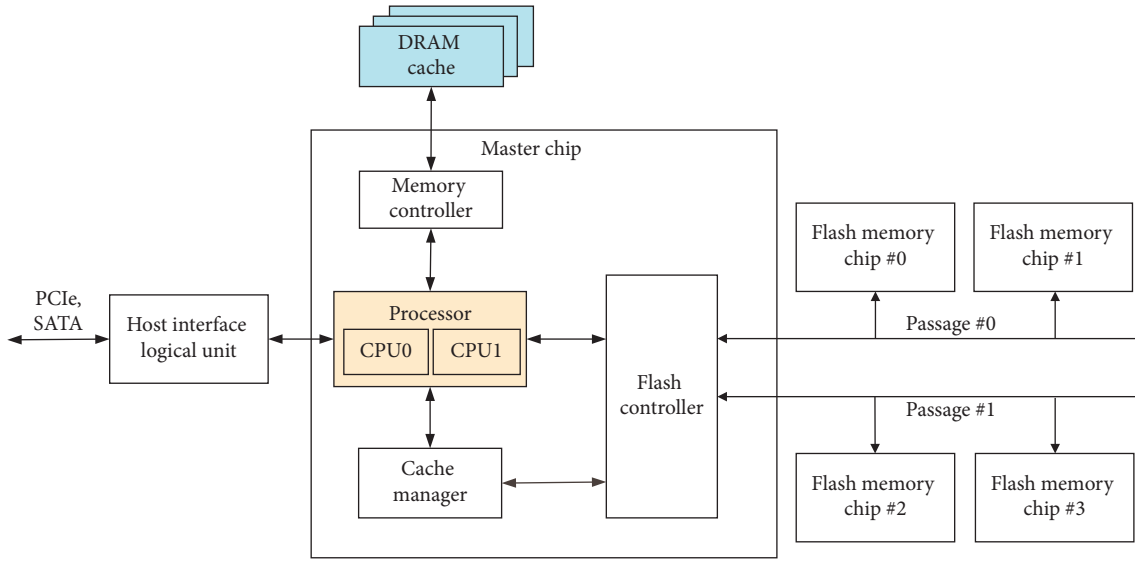 DRAM
cache
Master chip
Memory
controller
Flash memory
chip #0
Flash memory
chip #1
PCIe,
SATA
Host interface
logical unit
Processor
CPU0
CPU1
Passage #0
Flash
controller
Passage #1
Cache
manager
Flash memory
chip #2
Flash memory
chip #3